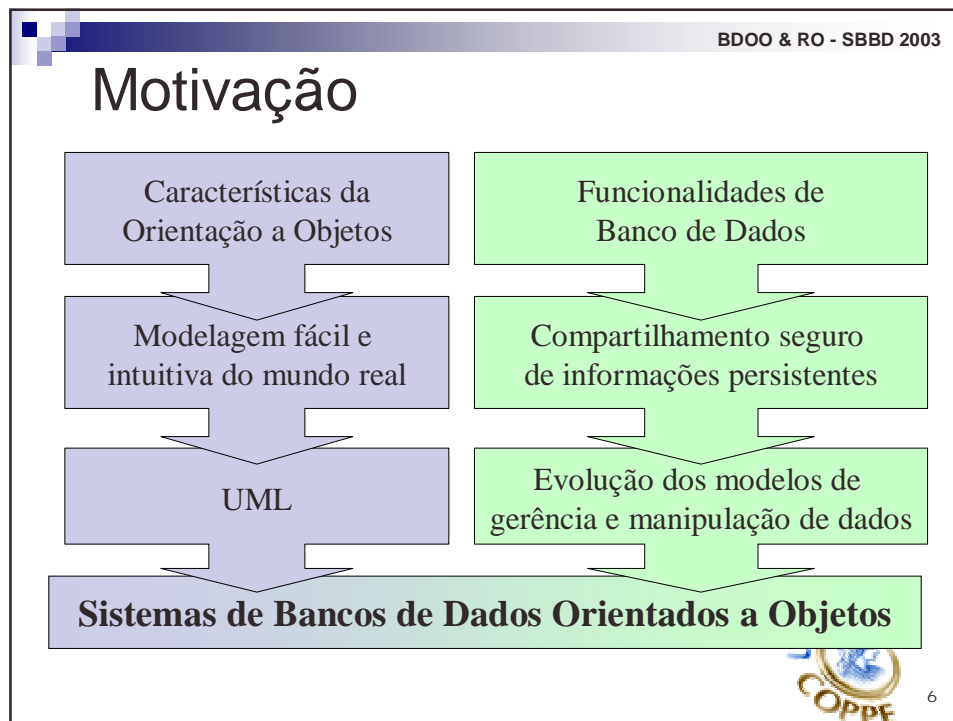 BDOO & RO - SBBD 2003
Motivação
Características da
Orientação a Objetos
Modelagem fácil e
intuitiva do mundo real
UML
Funcionalidades de
Banco de Dados
Compartilhamento seguro
de informações persistentes
Evolução dos modelos de
gerência e manipulação de dados
Sistemas de Bancos de Dados Orientados a Objetos
COPPE
6